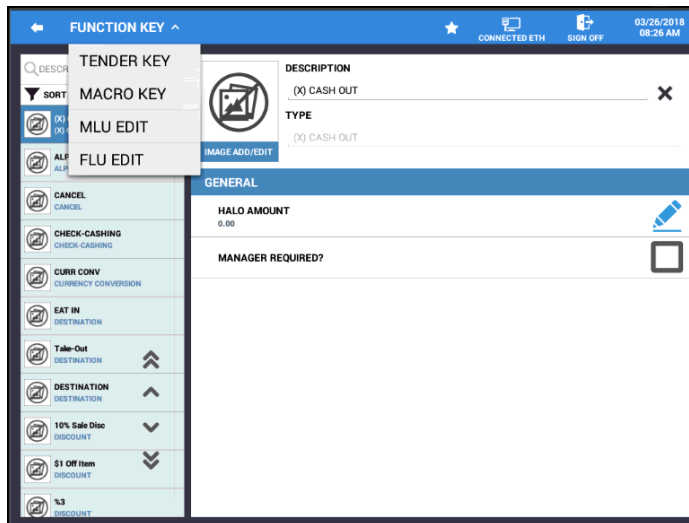 FUNCTION KEY
CONNECTED ETH
SIGN OFF
03/26/2018
08:26 AM
TENDER KEY
MACRO KEY
MLU EDIT
FLU EDIT
DESCR
SORT
(X)
(X)
ALP
ALP
CANCEL
CANCEL
CHECK-CASHING
CHECK-CASHING
CURR CONV
CURRENCY CONVERSION
EAT IN
DESTINATION
Take-Out
DESTINATION
DESTINATION
DESTINATION
10% Sale Disc
DISCOUNT
$1 Off Item
DISCOUNT
%3
DISCOUNT
IMAGE ADD/EDIT
DESCRIPTION
(X) CASH OUT
TYPE
(X) CASH OUT
GENERAL
HALO AMOUNT
0.00
MANAGER REQUIRED?